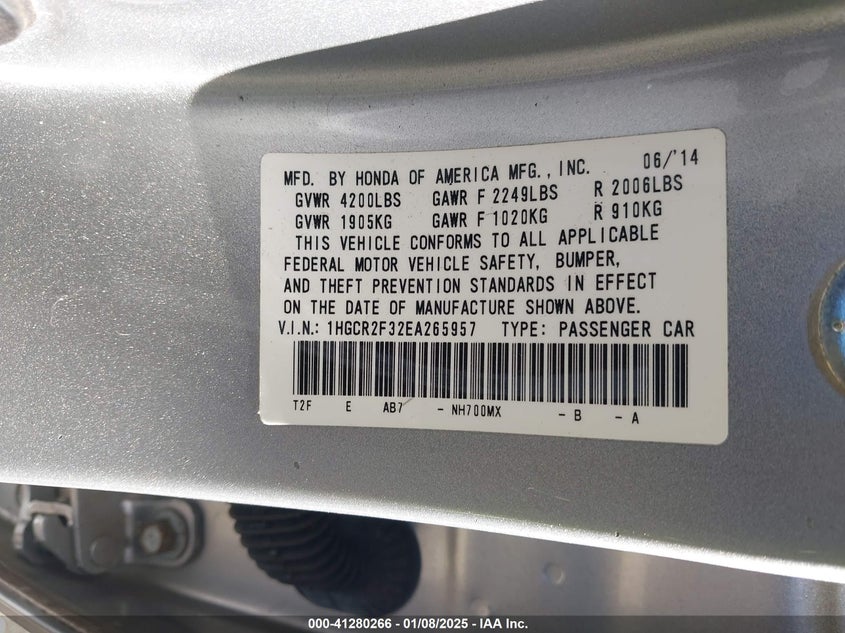 MFD. BY HONDA OF AMERICA MFG., INC. 06/'14
GVWR 4200LBS GAWR F 2249LBS R 2006LBS
GVWR 1905KG GAWR F 1020KG R 910KG
THIS VEHICLE CONFORMS TO ALL APPLICABLE
FEDERAL MOTOR VEHICLE SAFETY, BUMPER,
AND THEFT PREVENTION STANDARDS IN EFFECT
ON THE DATE OF MANUFACTURE SHOWN ABOVE.
V.I.N.: 1HGCR2F32EA265957 TYPE: PASSENGER CAR
T2F E AB7 - NH700MX - B - A
000-41280266 - 01/08/2025 - IAA Inc.